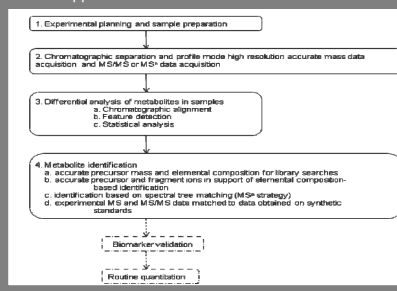 1. Experimental planning and sample preparation
2. Chromatographic separation and profile mode high resolution accurate mass data
acquisition and MS/MS or MSⁿ data acquisition
3. Differential analysis of metabolites in samples
a. Chromatographic alignment
b. Feature detection
c. Statistical analysis
4. Metabolite identification
a. accurate precursor mass and elemental composition for library searches
b. accurate precursor and fragment ions in support of elemental composition-
based identification
c. identification based on spectral tree matching (MSⁿ strategy)
d. experimental MS and MS/MS data matched to data obtained on synthetic
standards
Biomarker validation
Routine quantitation